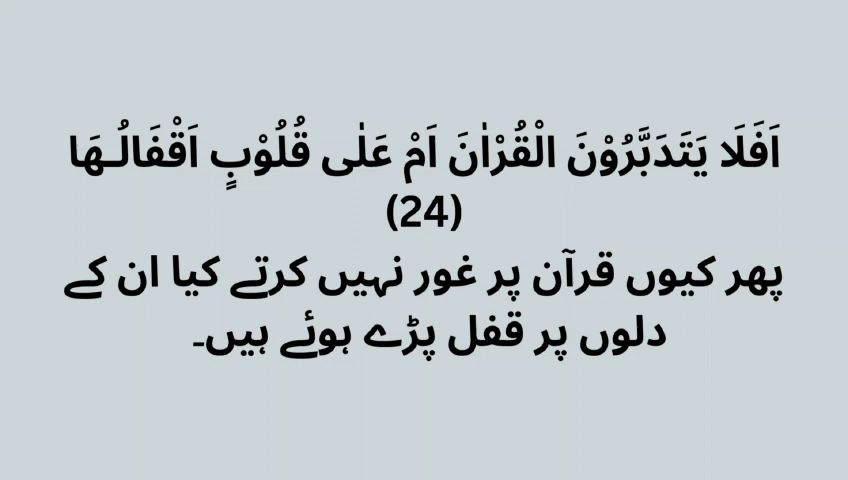 اَفَلَا يَتَدَبَّرُوْنَ الْقُرْاٰنَ اَمْ عَلٰى قُلُوْبٍ اَقْفَالُـهَا
(24)
پھر کیوں قرآن پر غور نہیں کرتے کیا ان کے
دلوں پر قفل پڑے ہوئے ہیں۔